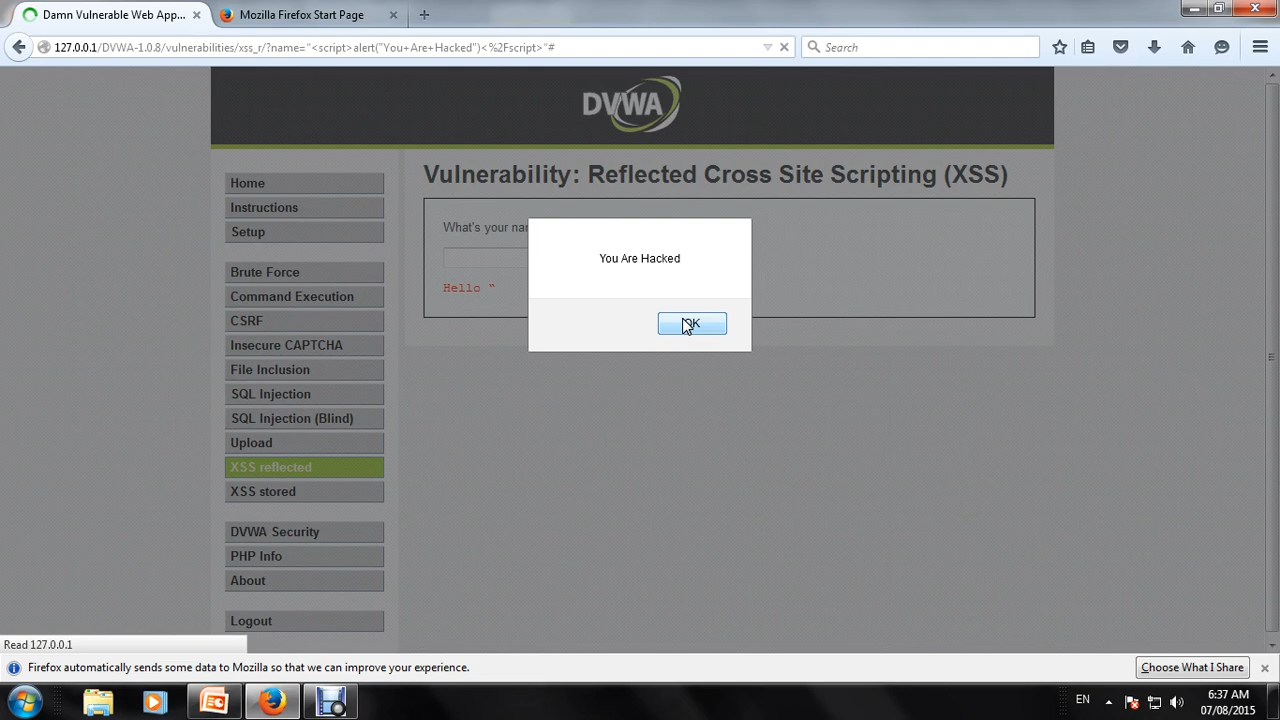 Damn Vulnerable Web App...
Mozilla Firefox Start Page
127.0.0.1/DVWA-1.0.8/vulnerabilities/xss_r/?name="<script>alert("You+Are+Hacked")<%2Fscript>"#
Search
DVWA
Vulnerability: Reflected Cross Site Scripting (XSS)
Home
Instructions
Setup
Brute Force
Command Execution
CSRF
Insecure CAPTCHA
File Inclusion
SQL Injection
SQL Injection (Blind)
Upload
XSS reflected
XSS stored
DVWA Security
PHP Info
About
Logout
What's your
Hello "
You Are Hacked
OK
Read 127.0.0.1
Firefox automatically sends some data to Mozilla so that we can improve your experience.
Choose What I Share
EN
6:37 AM
07/08/2015